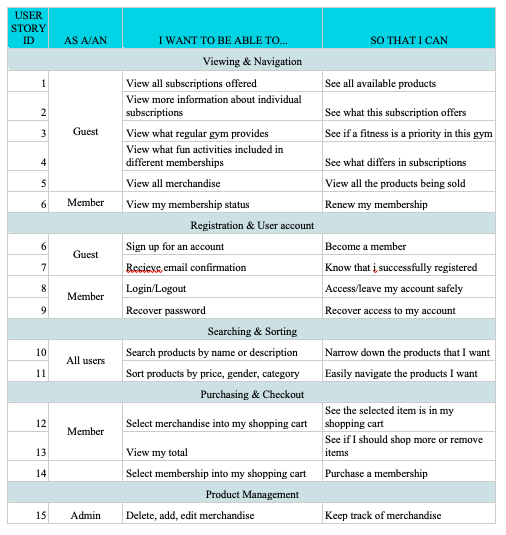 USER STORY ID AS A/AN I WANT TO BE ABLE TO... SO THAT I CAN
Viewing & Navigation
1 Guest View all subscriptions offered See all available products
2 View more information about individual subscriptions See what this subscription offers
3 View what regular gym provides See if a fitness is a priority in this gym
4 View what fun activities included in different memberships See what differs in subscriptions
5 View all merchandise View all the products being sold
6 Member View my membership status Renew my membership
Registration & User account
6 Guest Sign up for an account Become a member
7 Recieve email confirmation Know that i successfully registered
8 Member Login/Logout Access/leave my account safely
9 Recover password Recover access to my account
Searching & Sorting
10 All users Search products by name or description Narrow down the products that I want
11 Sort products by price, gender, category Easily navigate the products I want
Purchasing & Checkout
12 Member Select merchandise into my shopping cart See the selected item is in my shopping cart
13 View my total See if I should shop more or remove items
14 Select membership into my shopping cart Purchase a membership
Product Management
15 Admin Delete, add, edit merchandise Keep track of merchandise